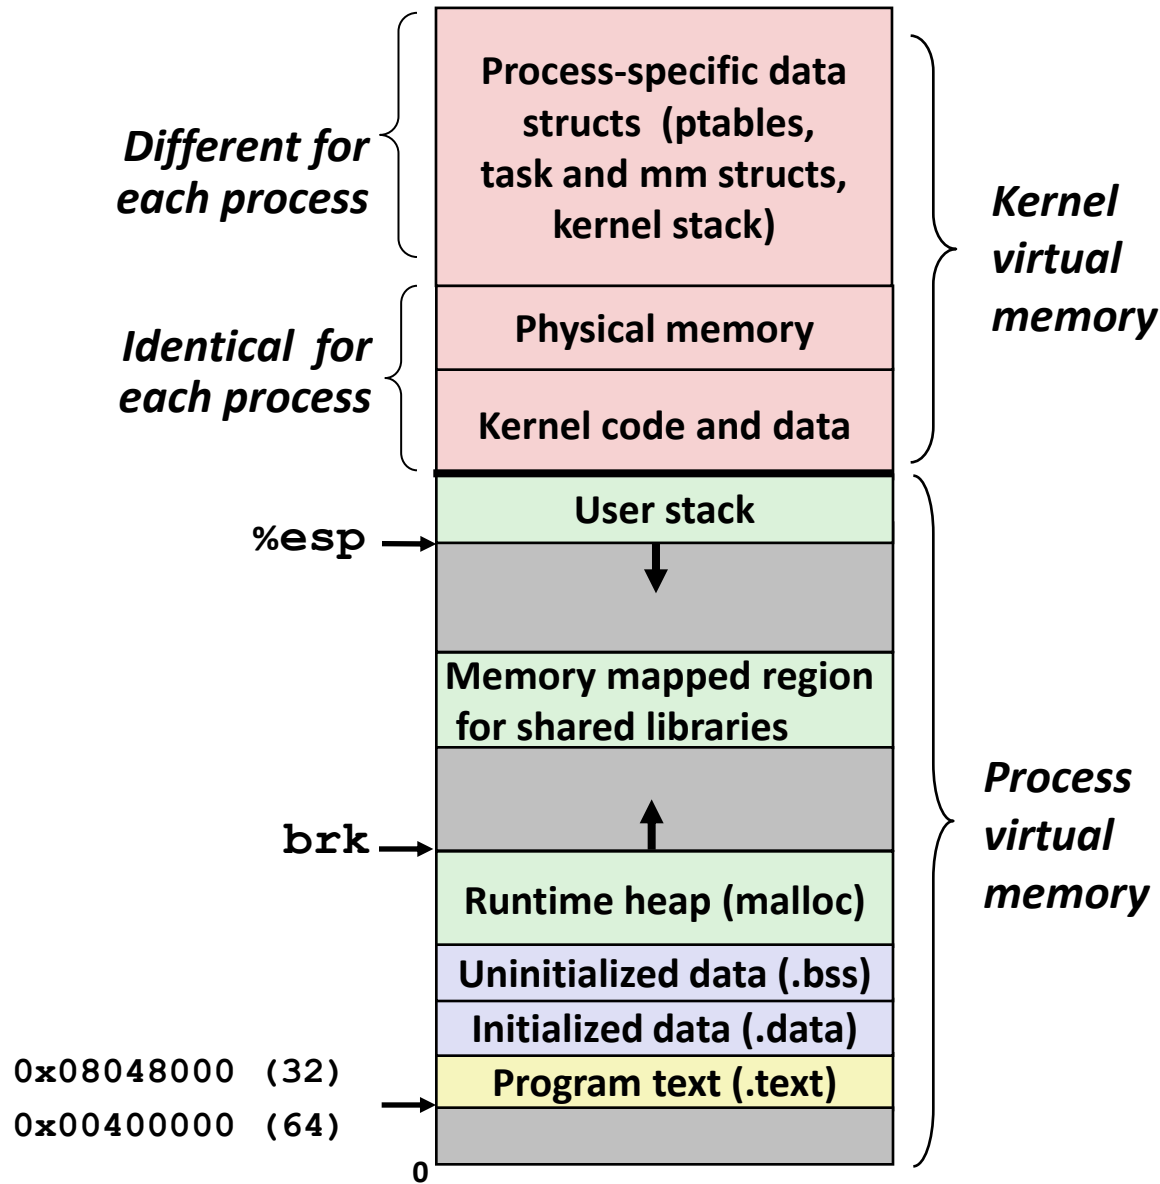 Process-specific data
structs (ptables,
task and mm structs,
kernel stack)
Different for
each process
Kernel
virtual
memory
Physical memory
Identical for
each process
Kernel code and data
User stack
%esp
Memory mapped region
for shared libraries
Process
virtual
memory
brk
Runtime heap (malloc)
Uninitialized data (.bss)
Initialized data (.data)
Program text (.text)
0x08048000 (32)
0x00400000 (64)
0